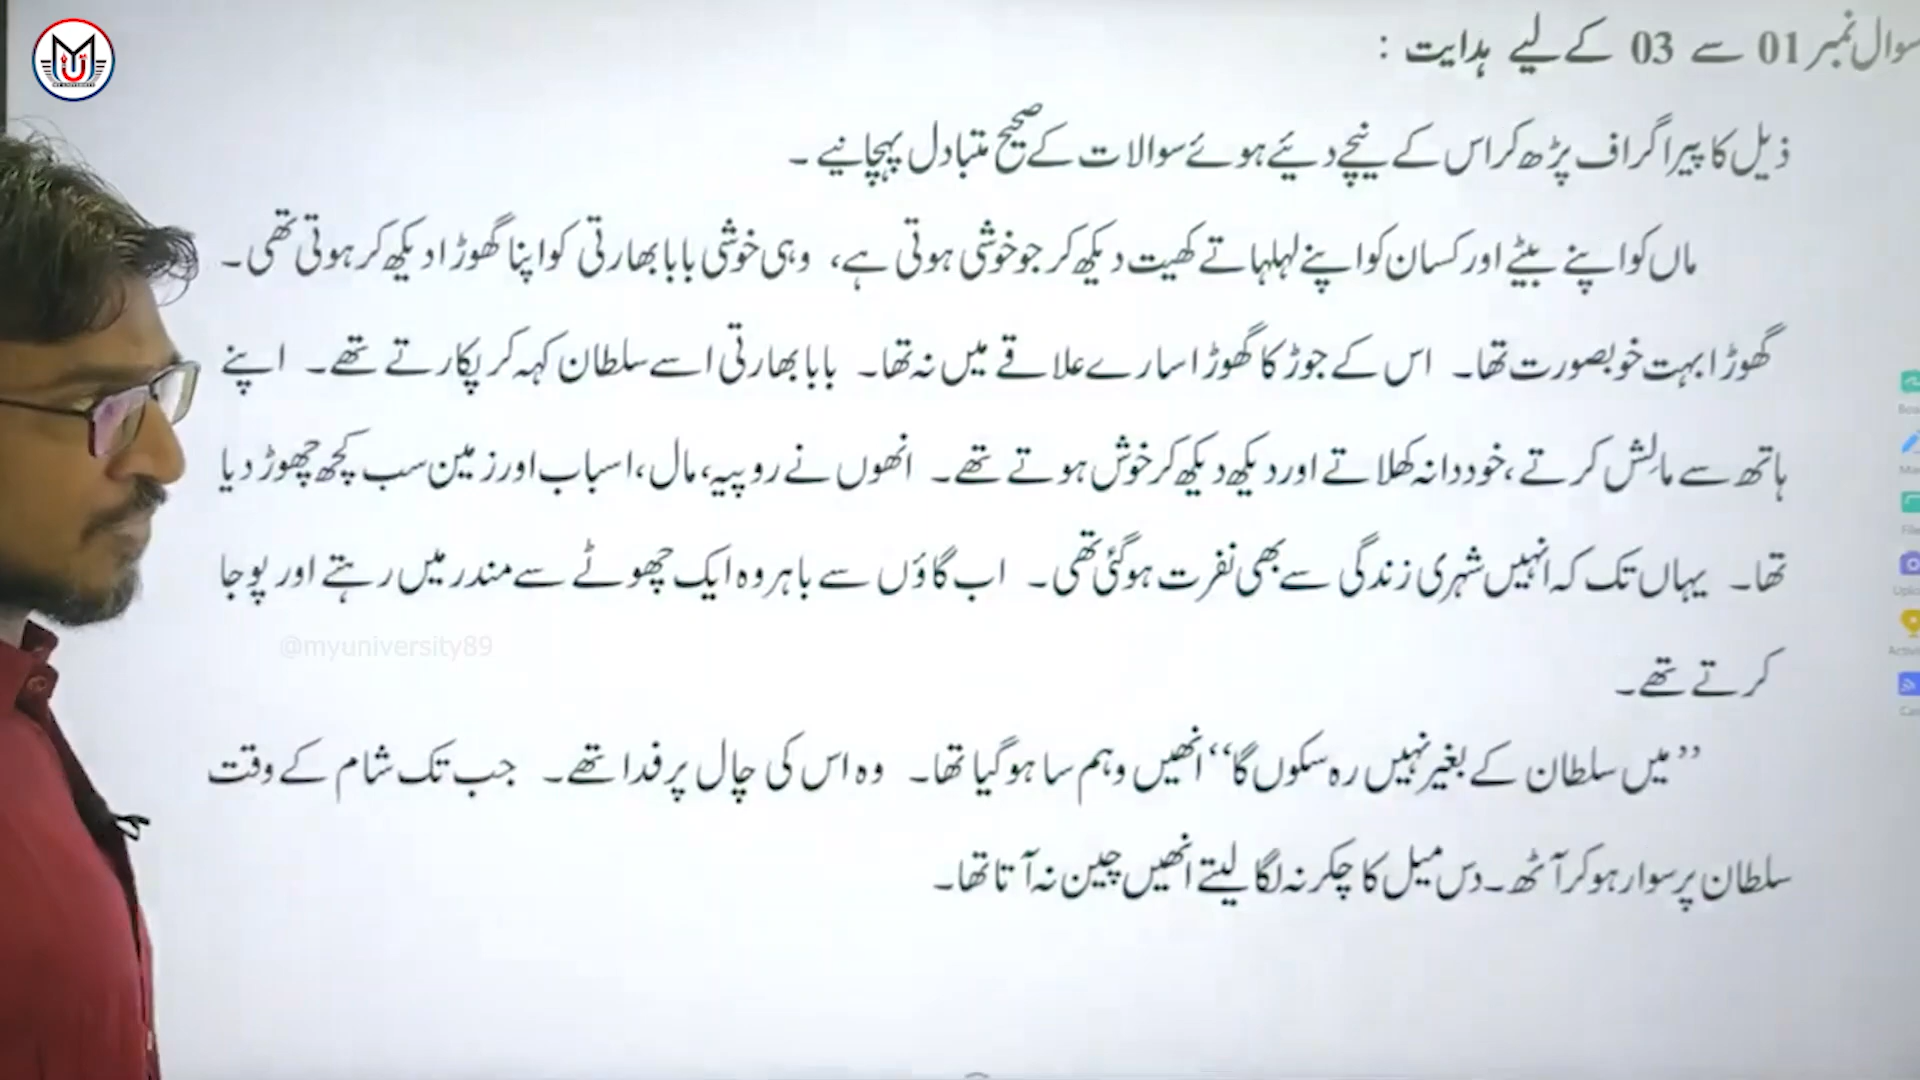 سوال نمبر 01 سے 03 کے لیے ہدایت :
ذیل کا پیراگراف پڑھ کر اس کے نیچے دیئے ہوئے سوالات کے صحیح متبادل پہچانیے ۔
ماں کو اپنے بیٹے اور کسان کو اپنے لہلہاتے کھیت دیکھ کر جو خوشی ہوتی ہے، وہی خوشی بابا بھارتی کو اپنا گھوڑا دیکھ کر ہوتی تھی۔
گھوڑا بہت خوبصورت تھا۔ اس کے جوڑ کا گھوڑا سارے علاقے میں نہ تھا۔ بابا بھارتی اسے سلطان کہہ کر پکارتے تھے۔ اپنے
ہاتھ سے مالش کرتے ،خود دانہ کھلاتے اور دیکھ دیکھ کر خوش ہوتے تھے۔ انھوں نے روپیہ، مال، اسباب اور زمین سب کچھ چھوڑ دیا
تھا۔ یہاں تک کہ انہیں شہری زندگی سے بھی نفرت ہوگئی تھی۔ اب گاؤں سے باہر وہ ایک چھوٹے سے مندر میں رہتے اور پوجا
کرتے تھے۔
”میں سلطان کے بغیر نہیں رہ سکوں گا“ انھیں وہم سا ہوگیا تھا۔ وہ اس کی چال پر فدا تھے۔ جب تک شام کے وقت
سلطان پر سوار ہو کر آٹھ۔دس میل کا چکر نہ لگا لیتے انھیں چین نہ آتا تھا۔
@myuniversity89
MY UNIVERSITY